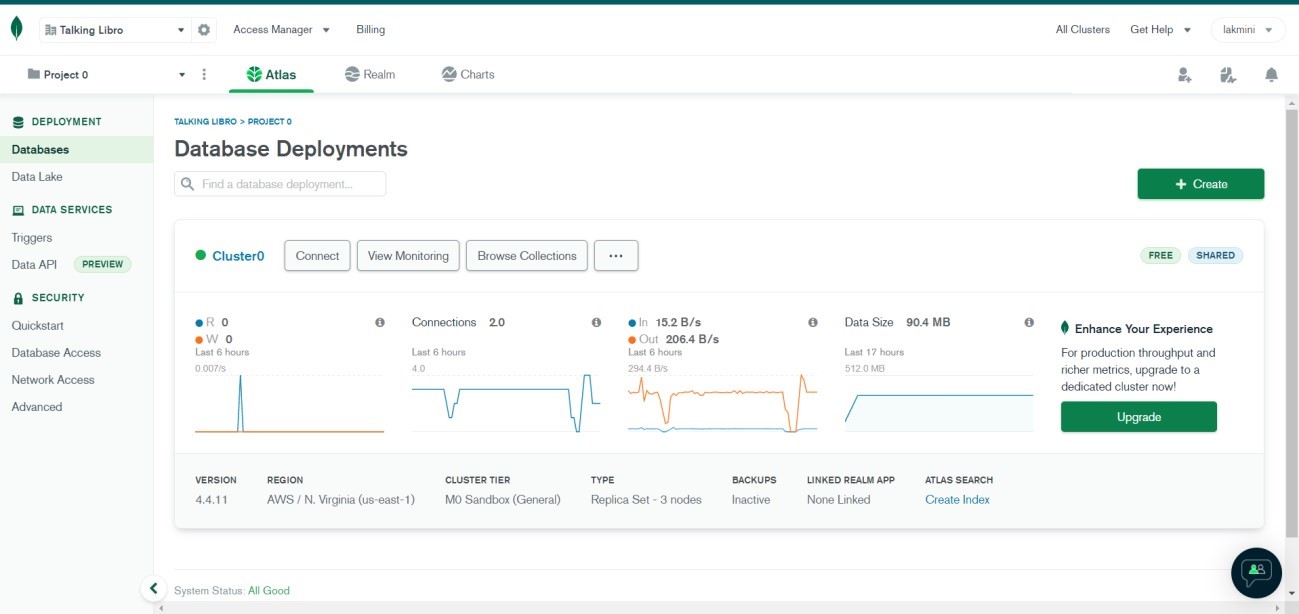 Talking Libro
Access Manager
Billing
All Clusters
Get Help
lakmini
Project 0
Atlas
Realm
Charts
DEPLOYMENT
Databases
Data Lake
DATA SERVICES
Triggers
Data API PREVIEW
SECURITY
Quickstart
Database Access
Network Access
Advanced
TALKING LIBRO > PROJECT 0
Database Deployments
Find a database deployment...
+ Create
Cluster0
Connect
View Monitoring
Browse Collections
...
FREE
SHARED
R 0
W 0
Last 6 hours
0.007/s
Connections 2.0
Last 6 hours
4.0
In 15.2 B/s
Out 206.4 B/s
Last 6 hours
294.4 B/s
Data Size 90.4 MB
Last 17 hours
512.0 MB
Enhance Your Experience
For production throughput and
richer metrics, upgrade to a
dedicated cluster now!
Upgrade
VERSION
4.4.11
REGION
AWS / N. Virginia (us-east-1)
CLUSTER TIER
M0 Sandbox (General)
TYPE
Replica Set - 3 nodes
BACKUPS
Inactive
LINKED REALM APP
None Linked
ATLAS SEARCH
Create Index
System Status: All Good